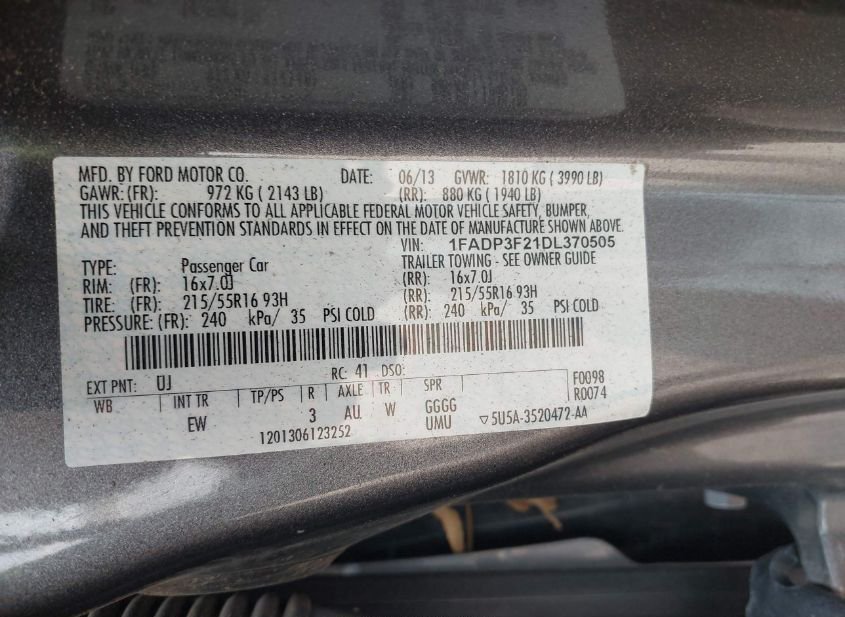 MFD. BY FORD MOTOR CO. DATE: 06/13 GVWR: 1810 KG ( 3990 LB)
GAWR: (FR): 972 KG ( 2143 LB) (RR): 880 KG ( 1940 LB)
THIS VEHICLE CONFORMS TO ALL APPLICABLE FEDERAL MOTOR VEHICLE SAFETY, BUMPER,
AND THEFT PREVENTION STANDARDS IN EFFECT ON THE DATE OF MANUFACTURE SHOWN ABOVE.
VIN: 1FADP3F21DL370505
TYPE: Passenger Car TRAILER TOWING - SEE OWNER GUIDE
RIM: (FR): 16x7.0J (RR): 16x7.0J
TIRE: (FR): 215/55R16 93H (RR): 215/55R16 93H
PRESSURE: (FR): 240 kPa/ 35 PSI COLD (RR): 240 kPa/ 35 PSI COLD
EXT PNT: UJ RC: 41 DSO:
WB INT TR TP/PS R AXLE TR SPR F0098
EW 3 AU W GGGG R0074
UMU ▽5U5A-3520472-AA
1201306123252